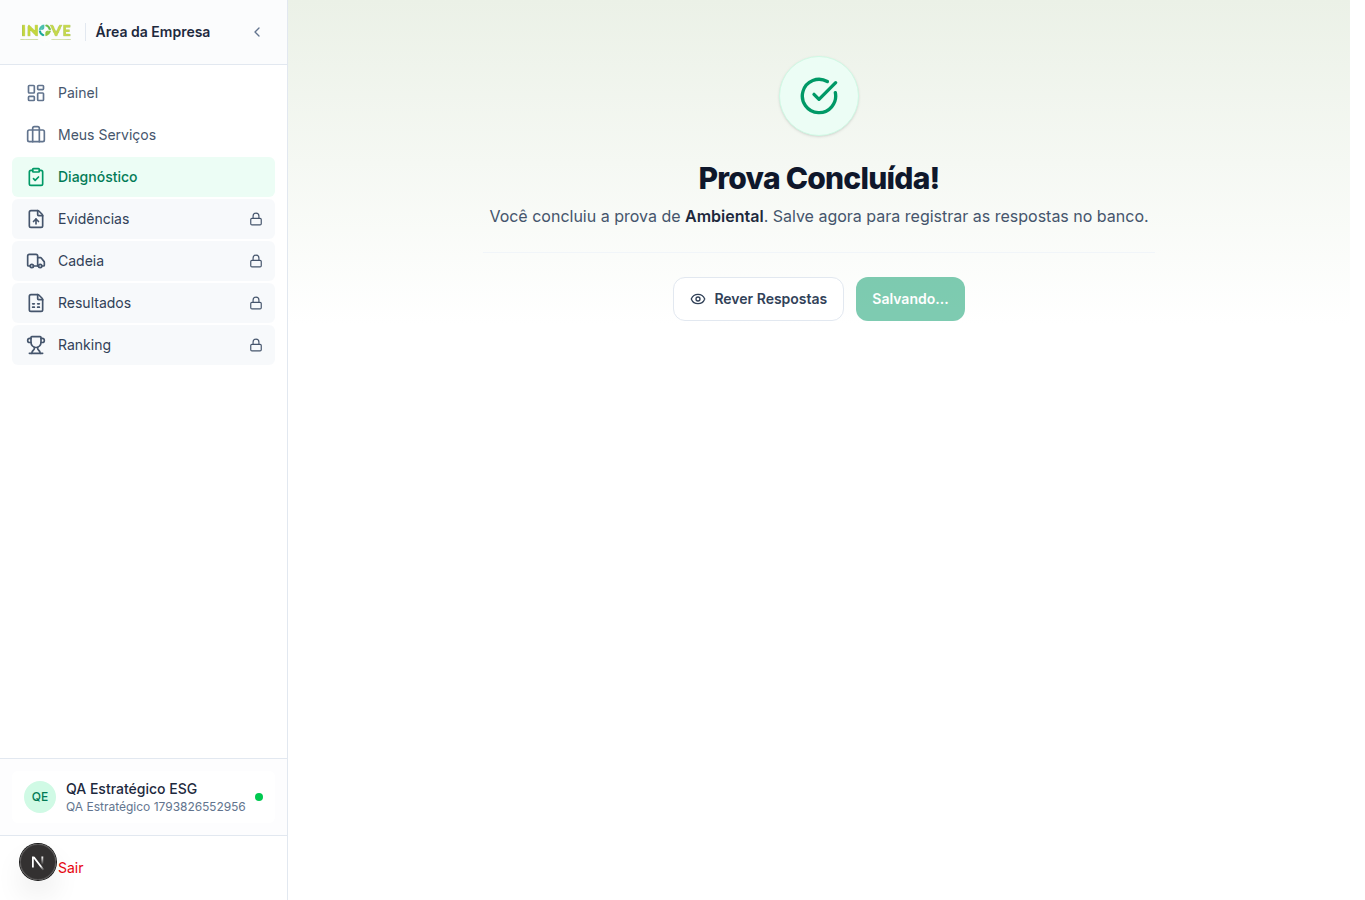 INOVE
Área da Empresa
Painel
Meus Serviços
Diagnóstico
Evidências
Cadeia
Resultados
Ranking
Prova Concluída!
Você concluiu a prova de Ambiental. Salve agora para registrar as respostas no banco.
Rever Respostas
Salvando...
QE
QA Estratégico ESG
QA Estratégico 1793826552956
N
Sair